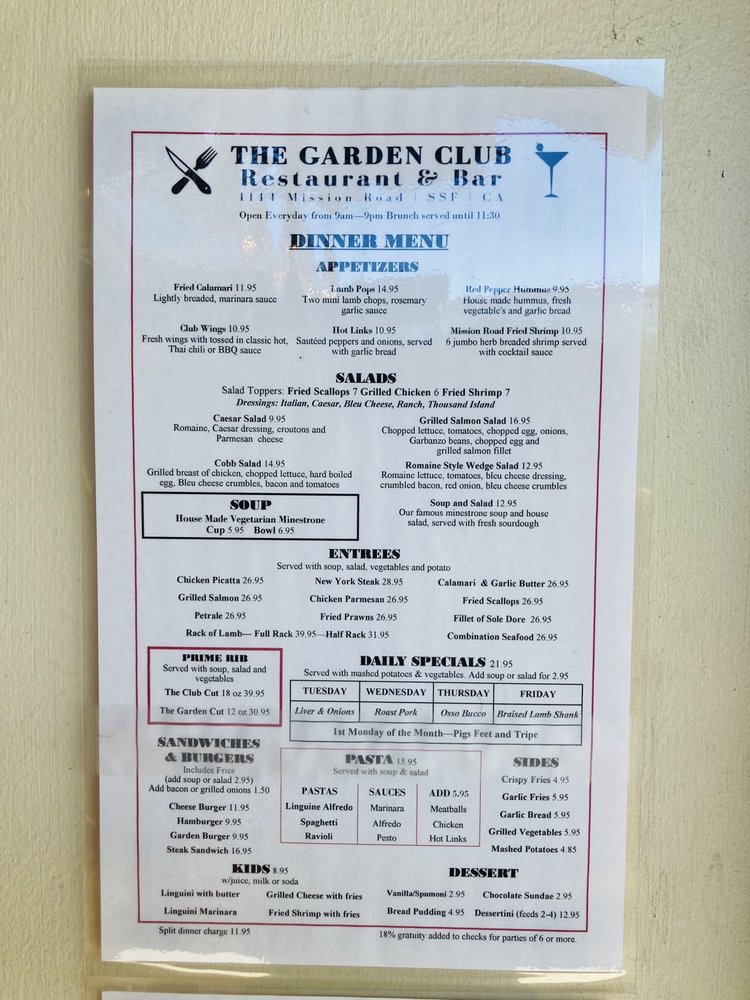 THE GARDEN CLUB
Restaurant & Bar
1144 Mission Road | SSF | CA
Open Everyday from 9am—9pm Brunch served until 11:30
DINNER MENU
APPETIZERS
Fried Calamari 11.95
Lightly breaded, marinara sauce
Lamb Pops 14.95
Two mini lamb chops, rosemary
garlic sauce
Red Pepper Hummus 9.95
House made hummus, fresh
vegetable's and garlic bread
Club Wings 10.95
Fresh wings with tossed in classic hot,
Thai chili or BBQ sauce
Hot Links 10.95
Sautéed peppers and onions, served
with garlic bread
Mission Road Fried Shrimp 10.95
6 jumbo herb breaded shrimp served
with cocktail sauce
SALADS
Salad Toppers: Fried Scallops 7 Grilled Chicken 6 Fried Shrimp 7
Dressings: Italian, Caesar, Bleu Cheese, Ranch, Thousand Island
Caesar Salad 9.95
Romaine, Caesar dressing, croutons and
Parmesan cheese
Grilled Salmon Salad 16.95
Chopped lettuce, tomatoes, chopped egg, onions,
Garbanzo beans, chopped egg and
grilled salmon fillet
Cobb Salad 14.95
Grilled breast of chicken, chopped lettuce, hard boiled
egg, Bleu cheese crumbles, bacon and tomatoes
Romaine Style Wedge Salad 12.95
Romaine lettuce, tomatoes, bleu cheese dressing,
crumbled bacon, red onion, bleu cheese crumbles
SOUP
House Made Vegetarian Minestrone
Cup 5.95 Bowl 6.95
Soup and Salad 12.95
Our famous minestrone soup and house
salad, served with fresh sourdough
ENTREES
Served with soup, salad, vegetables and potato
Chicken Picatta 26.95
New York Steak 28.95
Calamari & Garlic Butter 26.95
Grilled Salmon 26.95
Chicken Parmesan 26.95
Fried Scallops 26.95
Petrale 26.95
Fried Prawns 26.95
Fillet of Sole Dore 26.95
Rack of Lamb— Full Rack 39.95—Half Rack 31.95
Combination Seafood 26.95
PRIME RIB
Served with soup, salad and
vegetables
The Club Cut 18 oz 39.95
The Garden Cut 12 oz 30.95
DAILY SPECIALS 21.95
Served with mashed potatoes & vegetables. Add soup or salad for 2.95
TUESDAY WEDNESDAY THURSDAY FRIDAY
Liver & Onions Roast Pork Osso Bucco Braised Lamb Shank
1st Monday of the Month—Pigs Feet and Tripe
SANDWICHES
& BURGERS
Includes Fries
(add soup or salad 2.95)
Add bacon or grilled onions 1.50
Cheese Burger 11.95
Hamburger 9.95
Garden Burger 9.95
Steak Sandwich 16.95
PASTA 15.95
Served with soup & salad
PASTAS SAUCES ADD 5.95
Linguine Alfredo Marinara Meatballs
Spaghetti Alfredo Chicken
Ravioli Pesto Hot Links
SIDES
Crispy Fries 4.95
Garlic Fries 5.95
Garlic Bread 5.95
Grilled Vegetables 5.95
Mashed Potatoes 4.85
KIDS 8.95
w/juice, milk or soda
Linguini with butter
Grilled Cheese with fries
Linguini Marinara
Fried Shrimp with fries
DESSERT
Vanilla/Spumoni 2.95
Chocolate Sundae 2.95
Bread Pudding 4.95
Dessertini (feeds 2-4) 12.95
Split dinner charge 11.95
18% gratuity added to checks for parties of 6 or more.